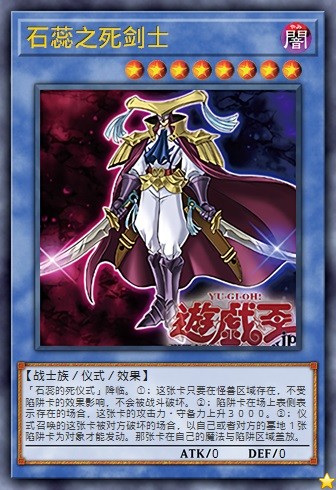 石蕊之死剑士
闇
YU-GI-OH!
遊戯王
jp
【战士族／仪式／效果】
「石蕊的死仪式」降临。①：这张卡只要在怪兽区域存在，不受
陷阱卡的效果影响，不会被战斗破坏。②：陷阱卡在场上表侧表
示存在的场合，这张卡的攻击力·守备力上升３０００。③：仪
式召唤的这张卡被对方破坏的场合，以自己或者对方的墓地１张
陷阱卡为对象才能发动。那张卡在自己的魔法与陷阱区域盖放。
ATK/0 DEF/0